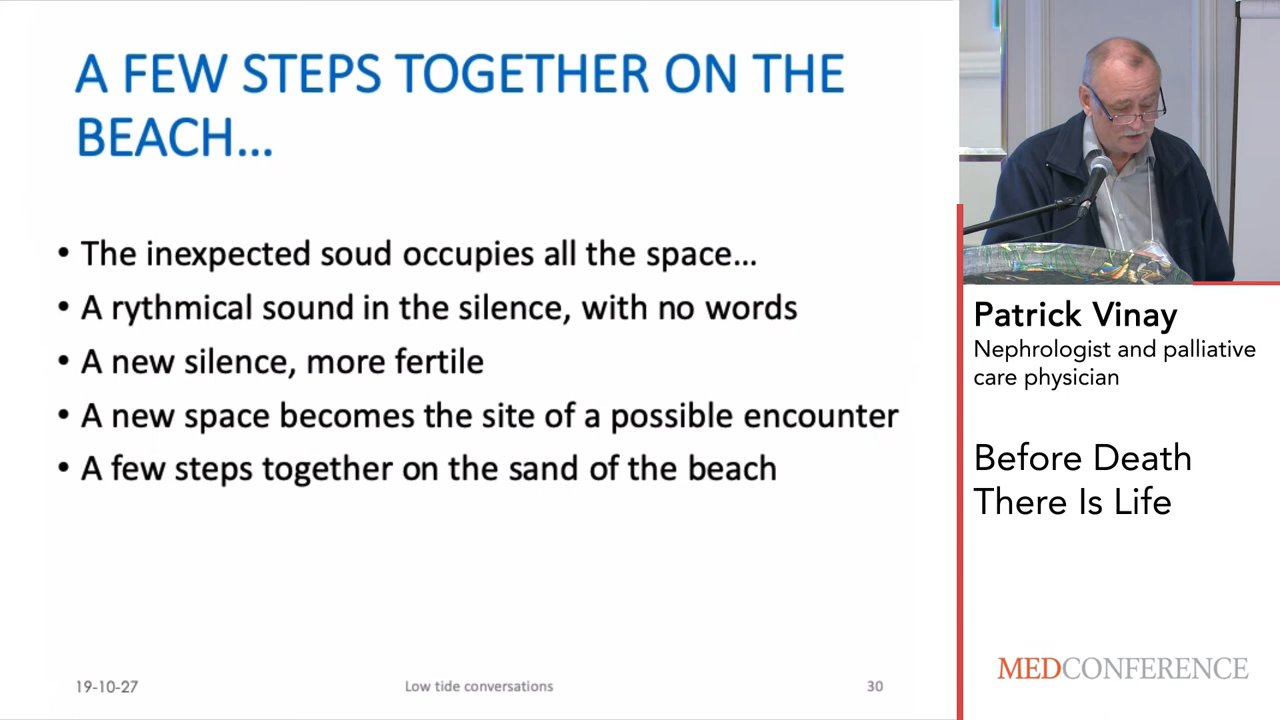 A FEW STEPS TOGETHER ON THE
BEACH...
• The inexpected soud occupies all the space...
• A rythmical sound in the silence, with no words
• A new silence, more fertile
• A new space becomes the site of a possible encounter
• A few steps together on the sand of the beach
19-10-27
Low tide conversations
30
Patrick Vinay
Nephrologist and palliative
care physician
Before Death
There Is Life
MEDCONFERENCE